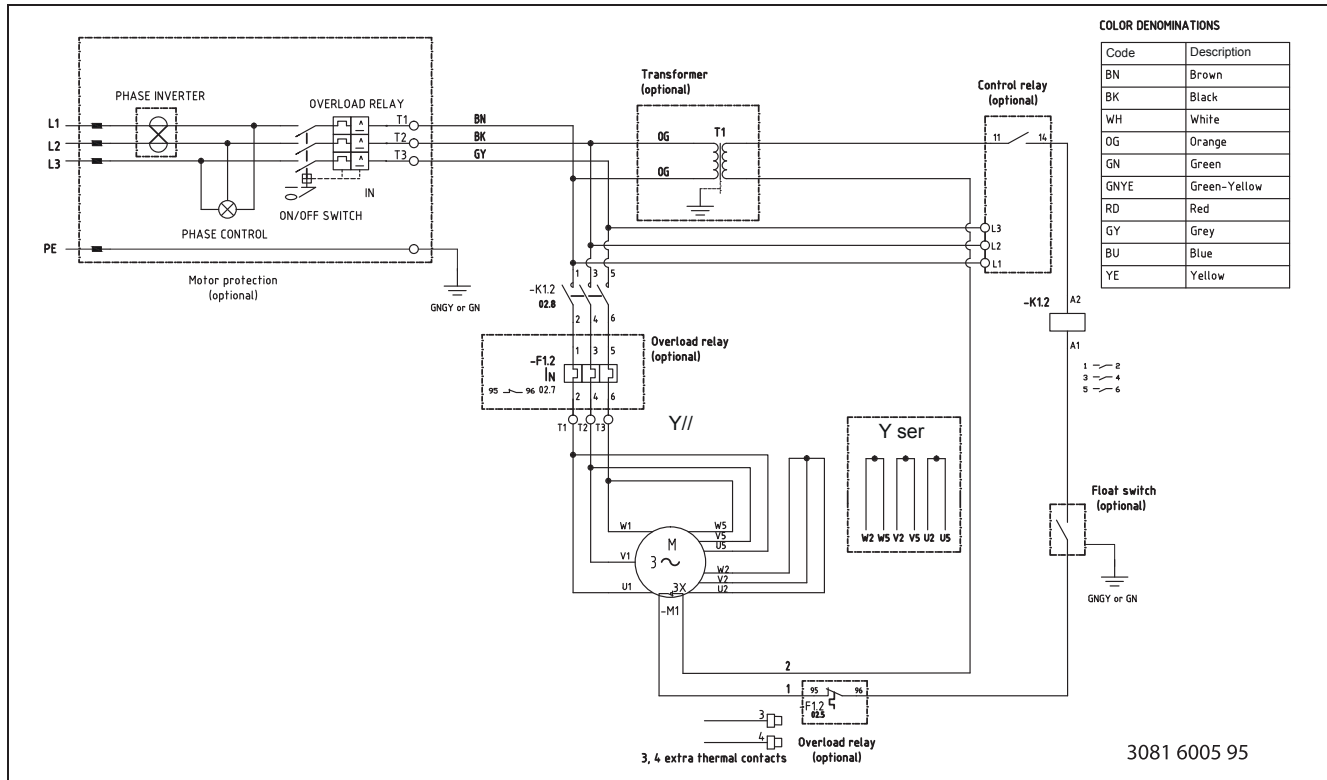 COLOR DENOMINATIONS
Code Description
BN Brown
BK Black
WH White
OG Orange
GN Green
GNYE Green-Yellow
RD Red
GY Grey
BU Blue
YE Yellow
PHASE INVERTER
OVERLOAD RELAY
L1
L2
L3
T1
T2
T3
BN
BK
GY
IN
ON/OFF SWITCH
PHASE CONTROL
PE
Motor protection
(optional)
GNGY or GN
Transformer
(optional)
OG
T1
OG
Control relay
(optional)
11 14
L3
L2
L1
1 3 5
-K1.2
02.8
2 4 6
Overload relay
(optional)
1 3 5
-F1.2
IN
95 96 02.7
2 4 6
T1 T2 T3
Y//
-K1.2
A2
A1
1 2
3 4
5 6
Y ser
W2 W5 V2 V5 U2 U5
Float switch
(optional)
GNGY or GN
W1 W5
V5
U5
M
3
V1
W2
V2
U1 3X U2
-M1
2
1 95 96
-F1.2
02.5
3
4
3, 4 extra thermal contacts
Overload relay
(optional)
3081 6005 95